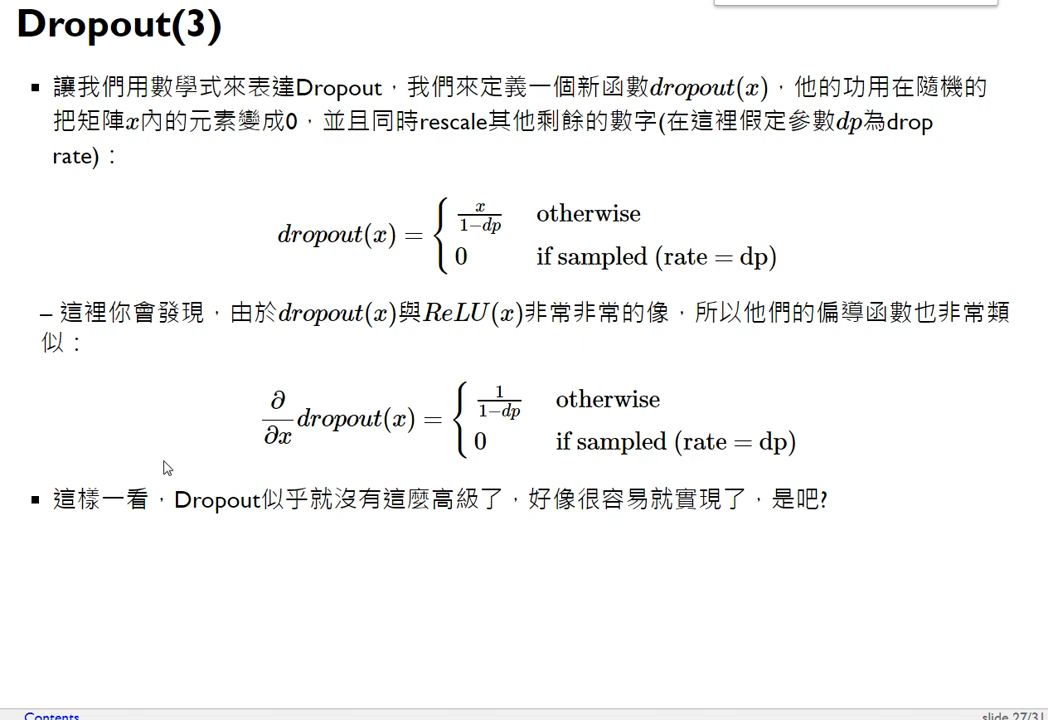 Dropout(3)
▪ 讓我們用數學式來表達Dropout，我們來定義一個新函數dropout(x)，他的功用在隨機的
把矩陣x內的元素變成0，並且同時rescale其他剩餘的數字(在這裡假定參數dp為drop
rate)：
dropout(x) = { x/(1−dp) otherwise
0 if sampled (rate = dp)
– 這裡你會發現，由於dropout(x)與ReLU(x)非常非常的像，所以他們的偏導函數也非常類
似：
∂/∂x dropout(x) = { 1/(1−dp) otherwise
0 if sampled (rate = dp)
▪ 這樣一看，Dropout似乎就沒有這麼高級了，好像很容易就實現了，是吧?
Contents
slide 27/31